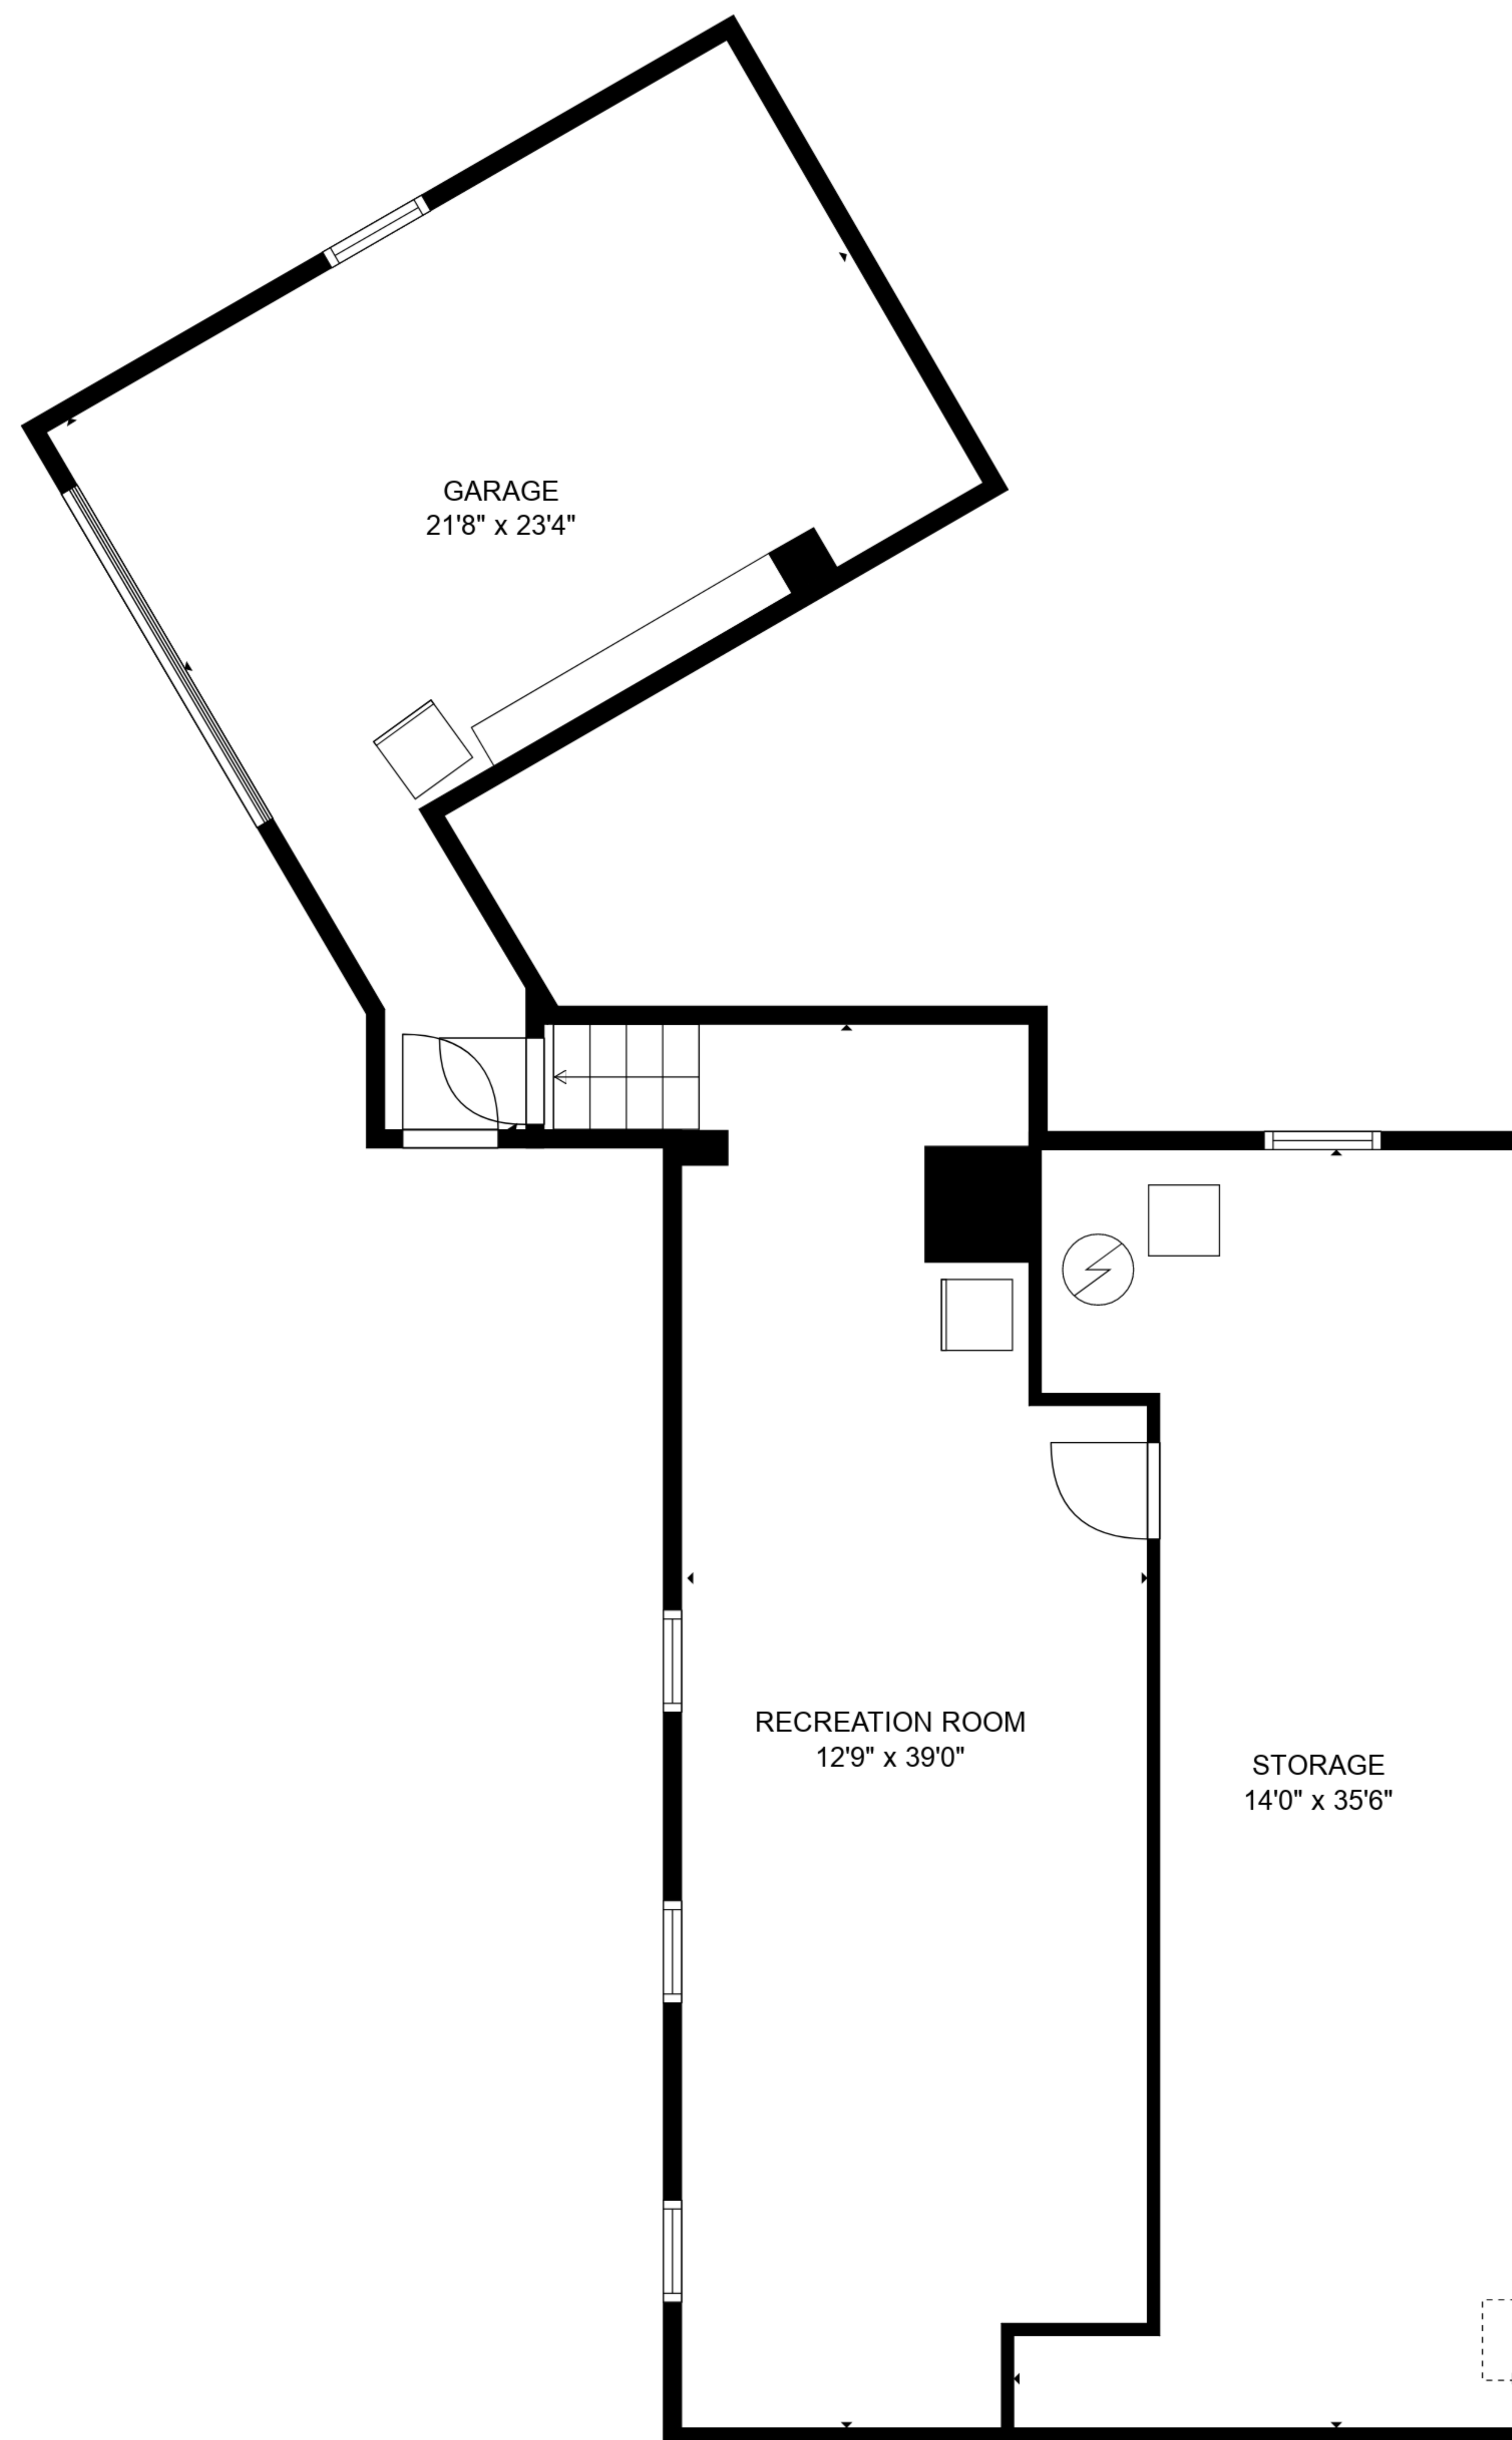 GARAGE
21'8" x 23'4"
RECREATION ROOM
12'9" x 39'0"
STORAGE
14'0" x 35'6"